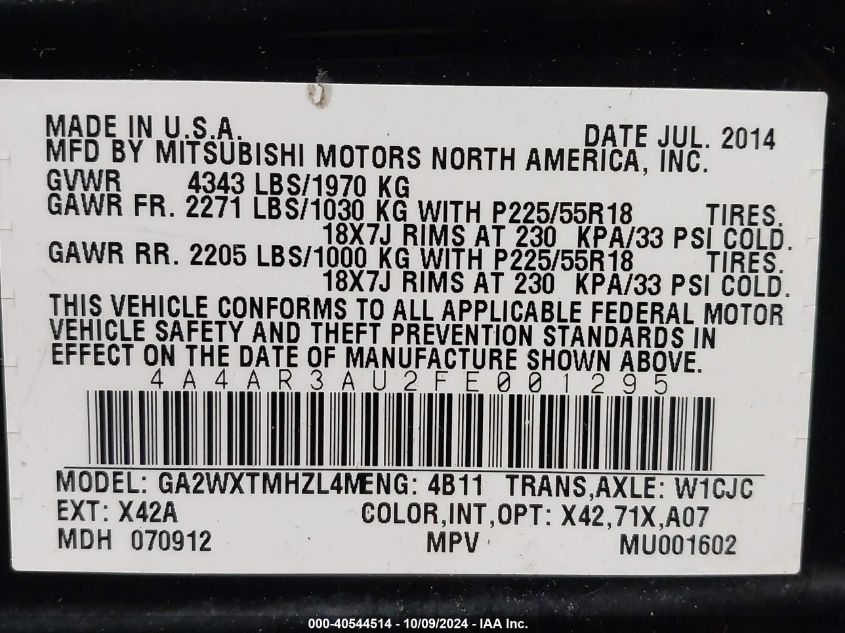 MADE IN U.S.A. DATE JUL. 2014
MFD BY MITSUBISHI MOTORS NORTH AMERICA, INC.
GVWR 4343 LBS/1970 KG
GAWR FR. 2271 LBS/1030 KG WITH P225/55R18 TIRES.
18X7J RIMS AT 230 KPA/33 PSI COLD.
GAWR RR. 2205 LBS/1000 KG WITH P225/55R18 TIRES.
18X7J RIMS AT 230 KPA/33 PSI COLD.
THIS VEHICLE CONFORMS TO ALL APPLICABLE FEDERAL MOTOR
VEHICLE SAFETY AND THEFT PREVENTION STANDARDS IN
EFFECT ON THE DATE OF MANUFACTURE SHOWN ABOVE.
4A4AR3AU2FE001295
MODEL: GA2WXTMHZL4MENG: 4B11 TRANS,AXLE: W1CJC
EXT: X42A COLOR,INT,OPT: X42,71X,A07
MDH 070912 MPV MU001602
000-40544514 - 10/09/2024 - IAA Inc.